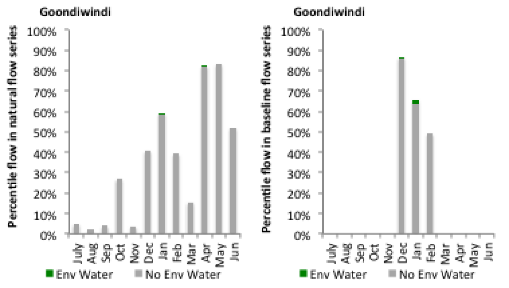 Goondiwindi
Percentile flow in natural flow series
100%
90%
80%
70%
60%
50%
40%
30%
20%
10%
0%
July
Aug
Sep
Oct
Nov
Dec
Jan
Feb
Mar
Apr
May
Jun
Env Water
No Env Water
Goondiwindi
Percentile flow in baseline flow series
100%
90%
80%
70%
60%
50%
40%
30%
20%
10%
0%
July
Aug
Sep
Oct
Nov
Dec
Jan
Feb
Mar
Apr
May
Jun
Env Water
No Env Water